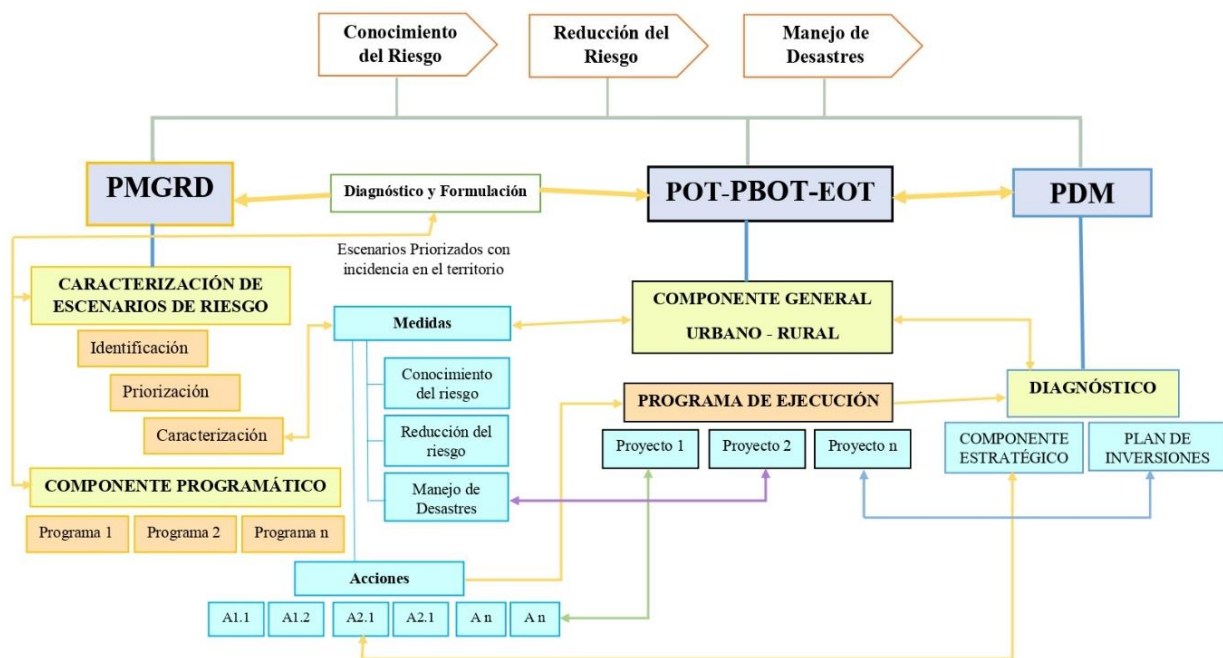 Conocimiento
del Riesgo
Reducción del
Riesgo
Manejo de
Desastres
PMGRD
Diagnóstico y Formulación
POT-PBOT-EOT
PDM
Escenarios Priorizados con
incidencia en el territorio
CARACTERIZACIÓN DE
ESCENARIOS DE RIESGO
Identificación
Priorización
Caracterización
COMPONENTE PROGRAMÁTICO
Programa 1
Programa 2
Programa n
Medidas
Conocimiento
del riesgo
Reducción del
riesgo
Manejo de
Desastres
Acciones
A1.1
A1.2
A2.1
A2.1
A n
A n
COMPONENTE GENERAL
URBANO - RURAL
PROGRAMA DE EJECUCIÓN
Proyecto 1
Proyecto 2
Proyecto n
DIAGNÓSTICO
COMPONENTE
ESTRATÉGICO
PLAN DE
INVERSIONES